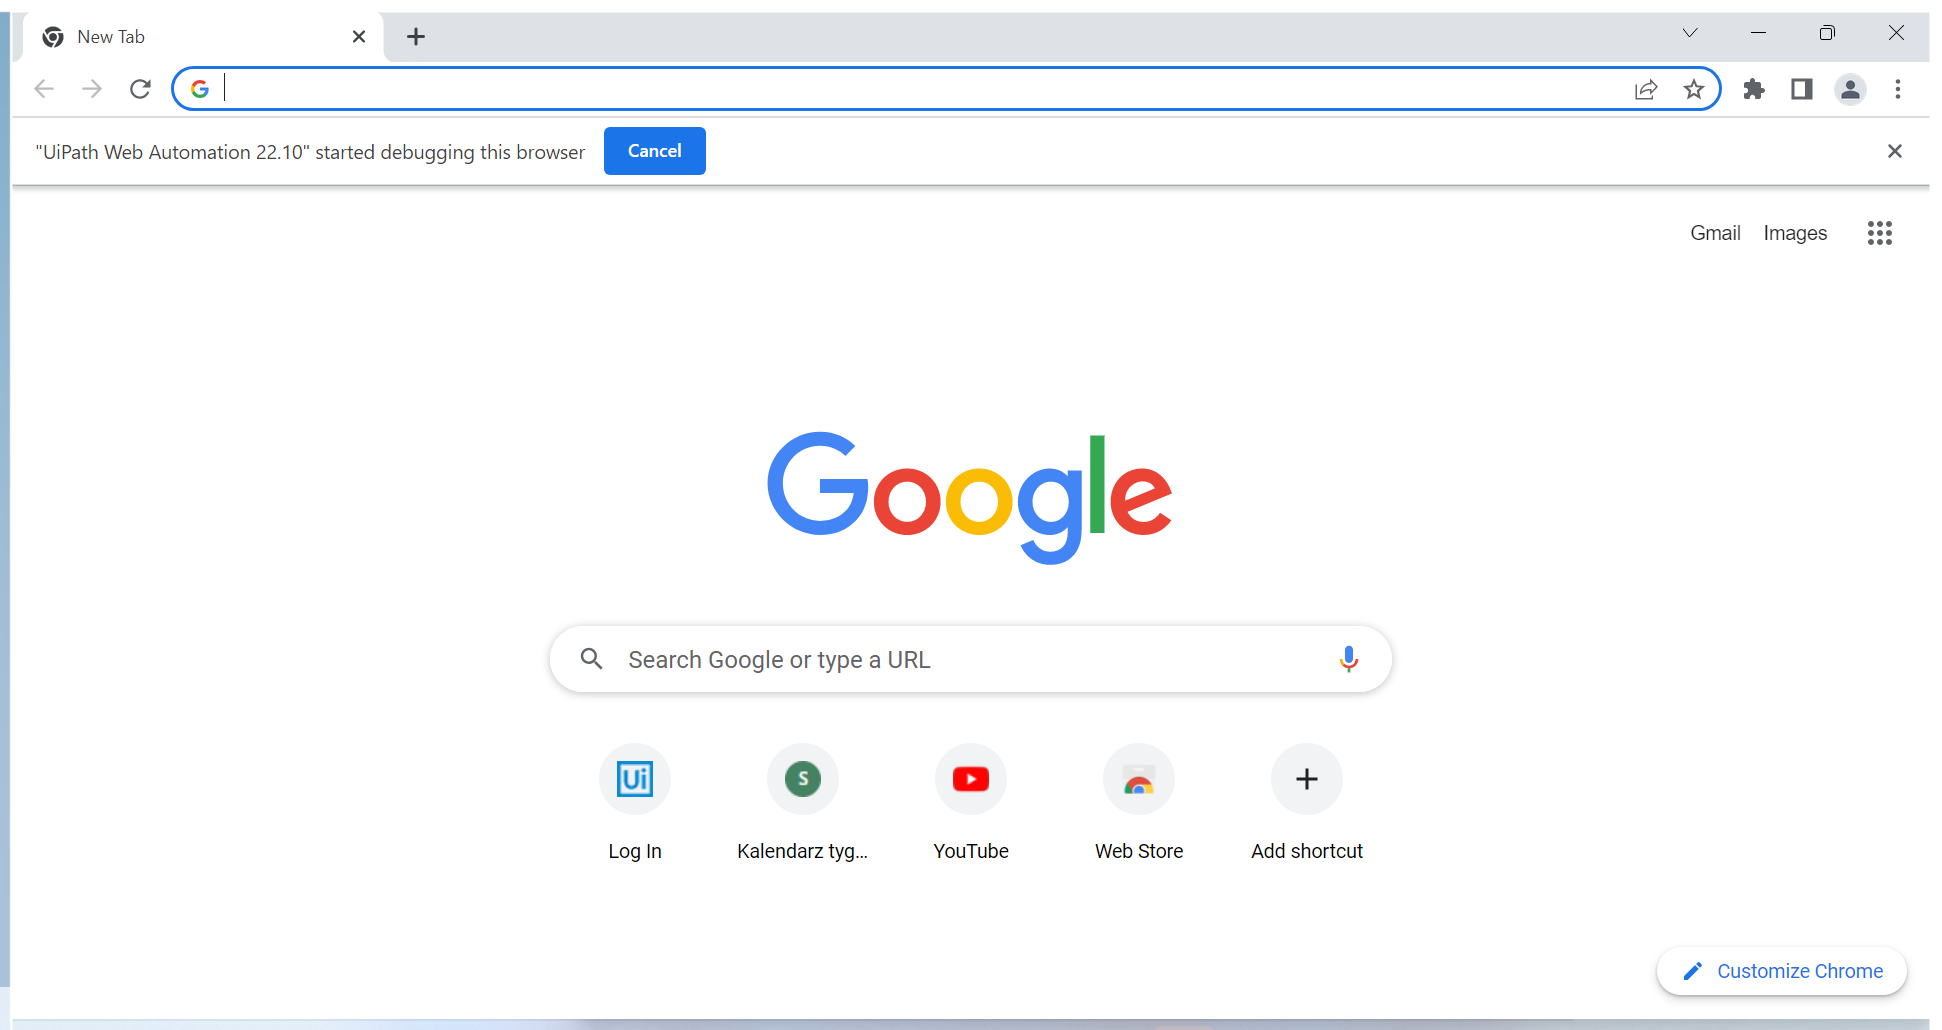 New Tab
"UiPath Web Automation 22.10" started debugging this browser
Cancel
Gmail
Images
Google
Search Google or type a URL
Ui
S
Log In
Kalendarz tyg...
YouTube
Web Store
Add shortcut
Customize Chrome